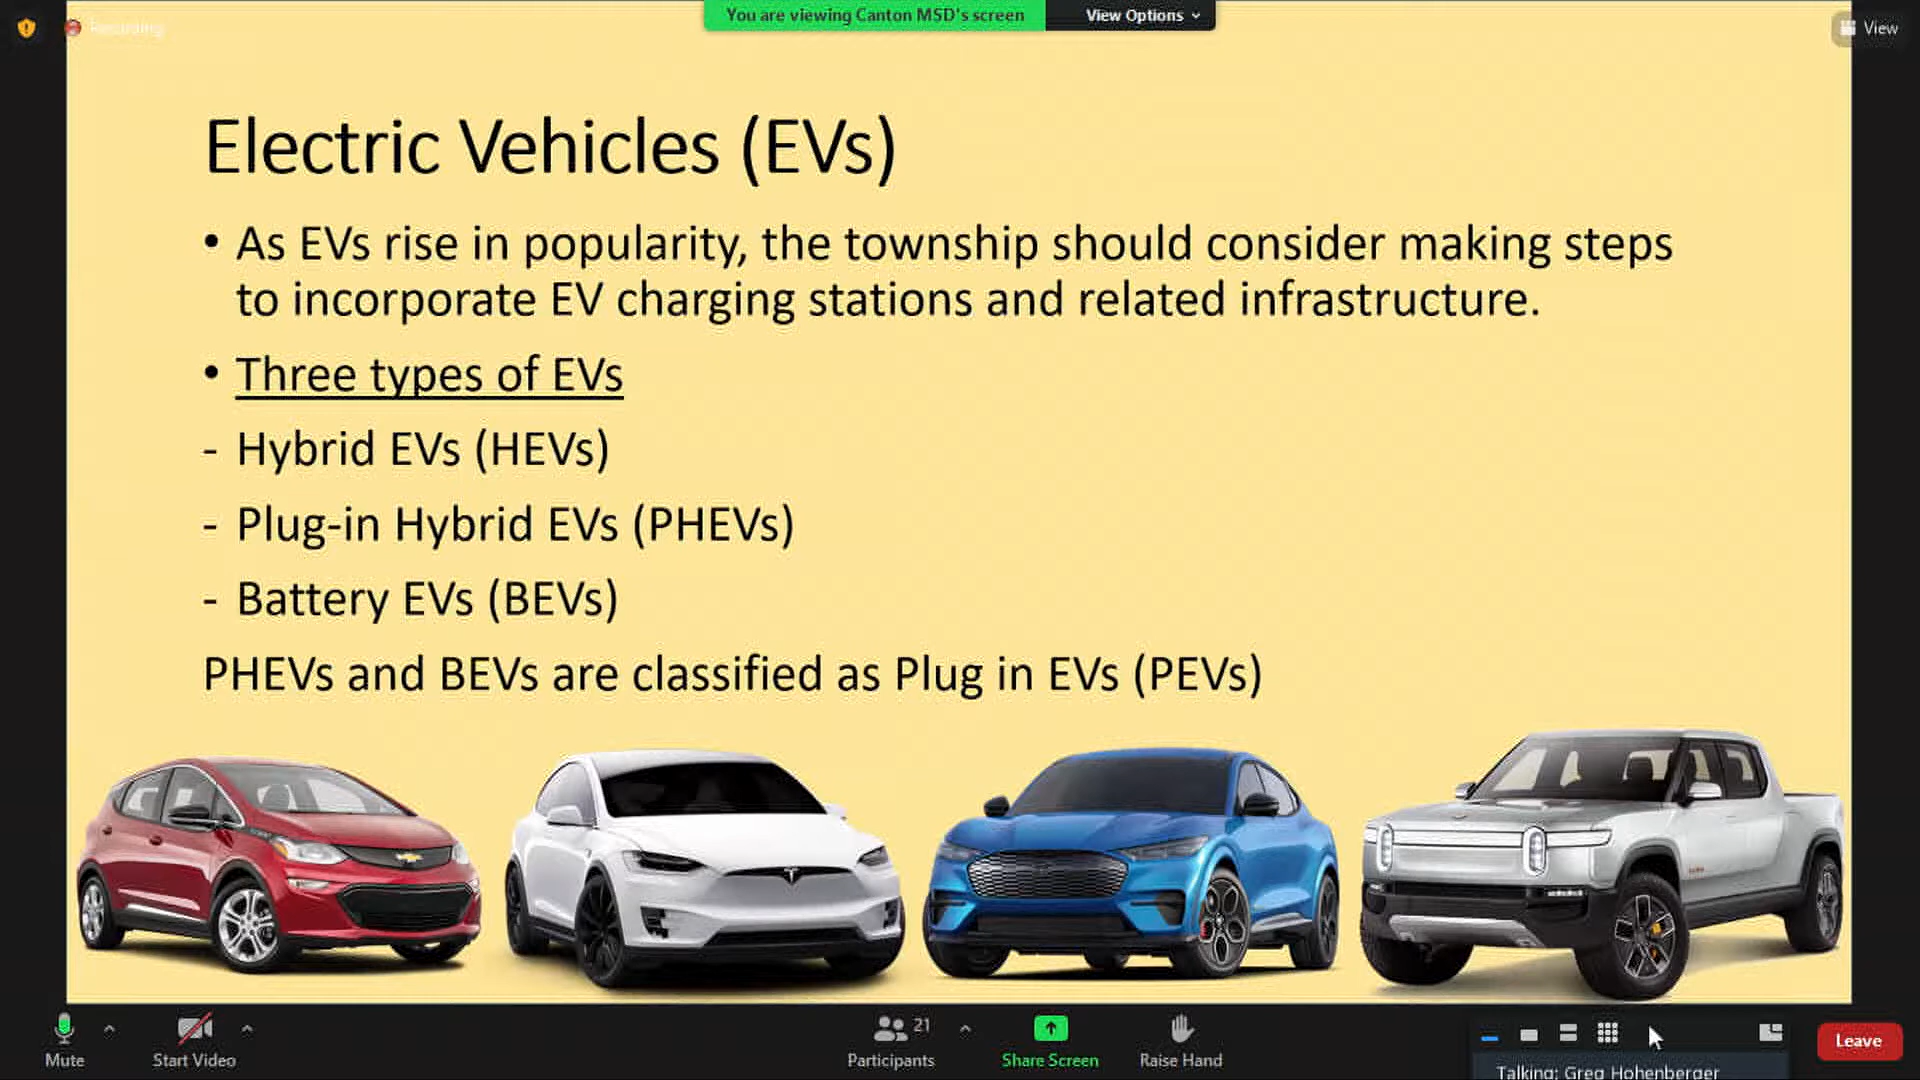 Recording
You are viewing Canton MSD's screen
View Options
View
Electric Vehicles (EVs)
• As EVs rise in popularity, the township should consider making steps
to incorporate EV charging stations and related infrastructure.
• Three types of EVs
- Hybrid EVs (HEVs)
- Plug-in Hybrid EVs (PHEVs)
- Battery EVs (BEVs)
PHEVs and BEVs are classified as Plug in EVs (PEVs)
Mute
Start Video
21
Participants
Share Screen
Raise Hand
Leave
Talking: Greg Hohenberger